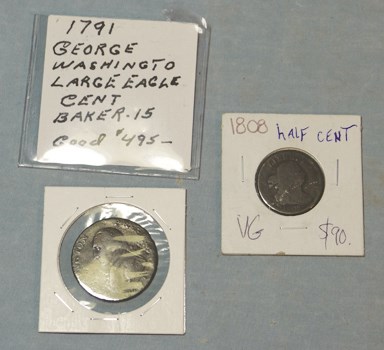 1791
GEORGE
WASHINGTO
LARGE EAGLE
CENT
BAKER.15
Good $495-
1808 HALF CENT
VG $90.